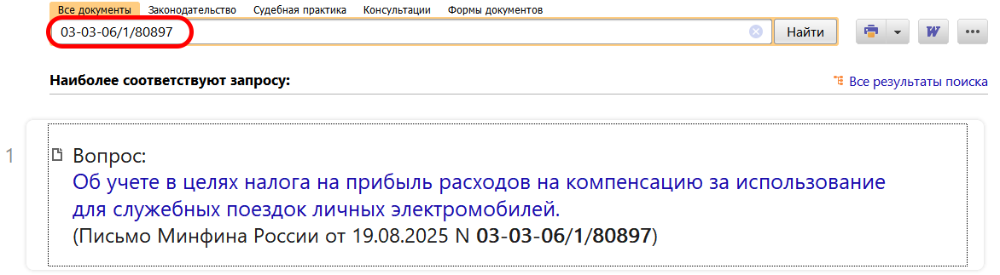 Все документы Законодательство Судебная практика Консультации Формы документов
03-03-06/1/80897 Найти W
Наиболее соответствуют запросу: Все результаты поиска
1 Вопрос:
Об учете в целях налога на прибыль расходов на компенсацию за использование
для служебных поездок личных электромобилей.
(Письмо Минфина России от 19.08.2025 N 03-03-06/1/80897)